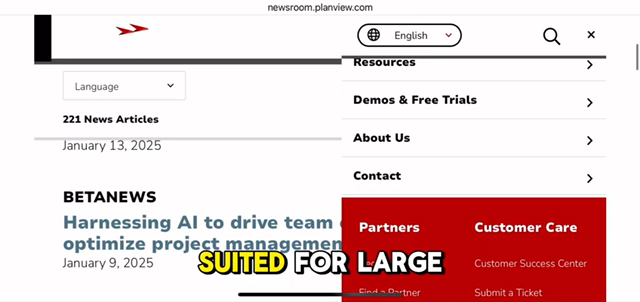 newsroom.planview.com
English
Language
221 News Articles
January 13, 2025
BETANEWS
Harnessing AI to drive team
optimize project managemen
January 9, 2025
Resources
Demos & Free Trials
About Us
Contact
Partners
Customer Care
Customer Success Center
Find a Partner
Submit a Ticket
SUITED FOR LARGE